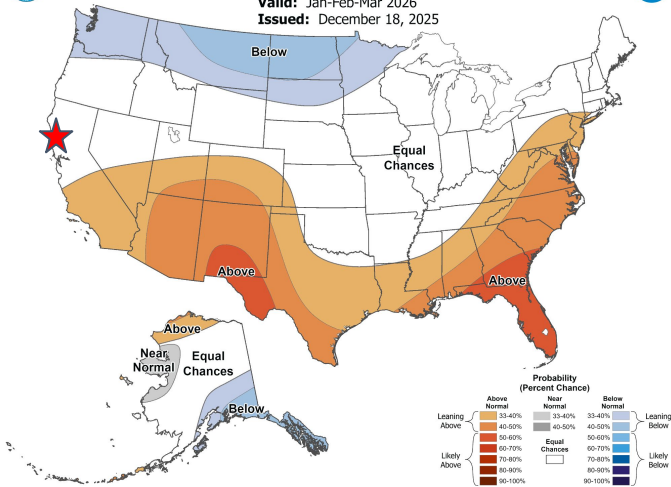 Valid: Jan-Feb-Mar 2026
Issued: December 18, 2025
Below
Equal
Chances
Above
Above
Above
Near
Normal
Equal
Chances
Below
Probability
(Percent Chance)
Above
Normal
Near
Normal
Below
Normal
Leaning
Above
33-40%
40-50%
33-40%
40-50%
33-40%
40-50%
Leaning
Below
Likely
Above
50-60%
60-70%
70-80%
80-90%
90-100%
Equal
Chances
50-60%
60-70%
70-80%
80-90%
90-100%
Likely
Below